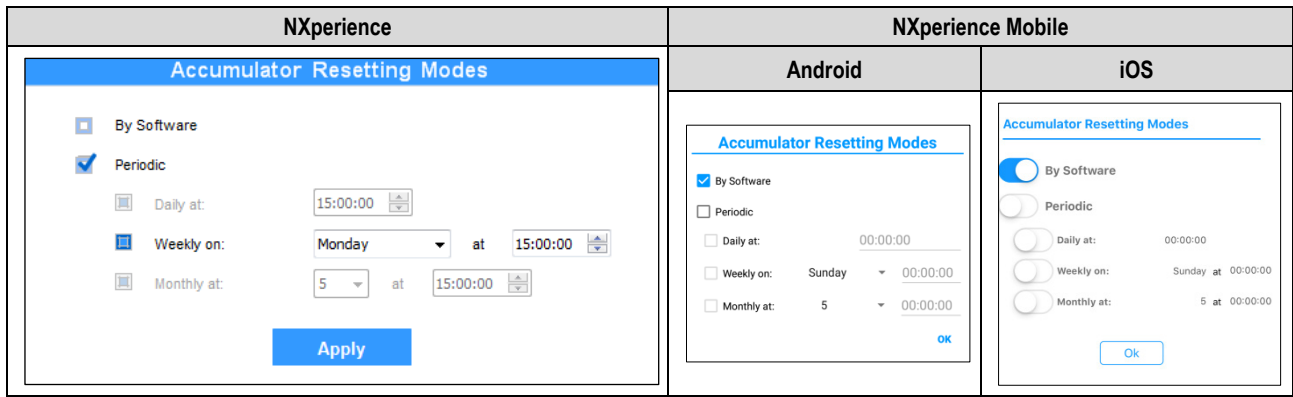 NXperience
NXperience Mobile
Accumulator Resetting Modes
By Software
Periodic
Daily at: 15:00:00
Weekly on: Monday at 15:00:00
Monthly at: 5 at 15:00:00
Apply
Android
Accumulator Resetting Modes
By Software
Periodic
Daily at: 00:00:00
Weekly on: Sunday 00:00:00
Monthly at: 5 00:00:00
OK
iOS
Accumulator Resetting Modes
By Software
Periodic
Daily at: 00:00:00
Weekly on: Sunday at 00:00:00
Monthly at: 5 at 00:00:00
Ok